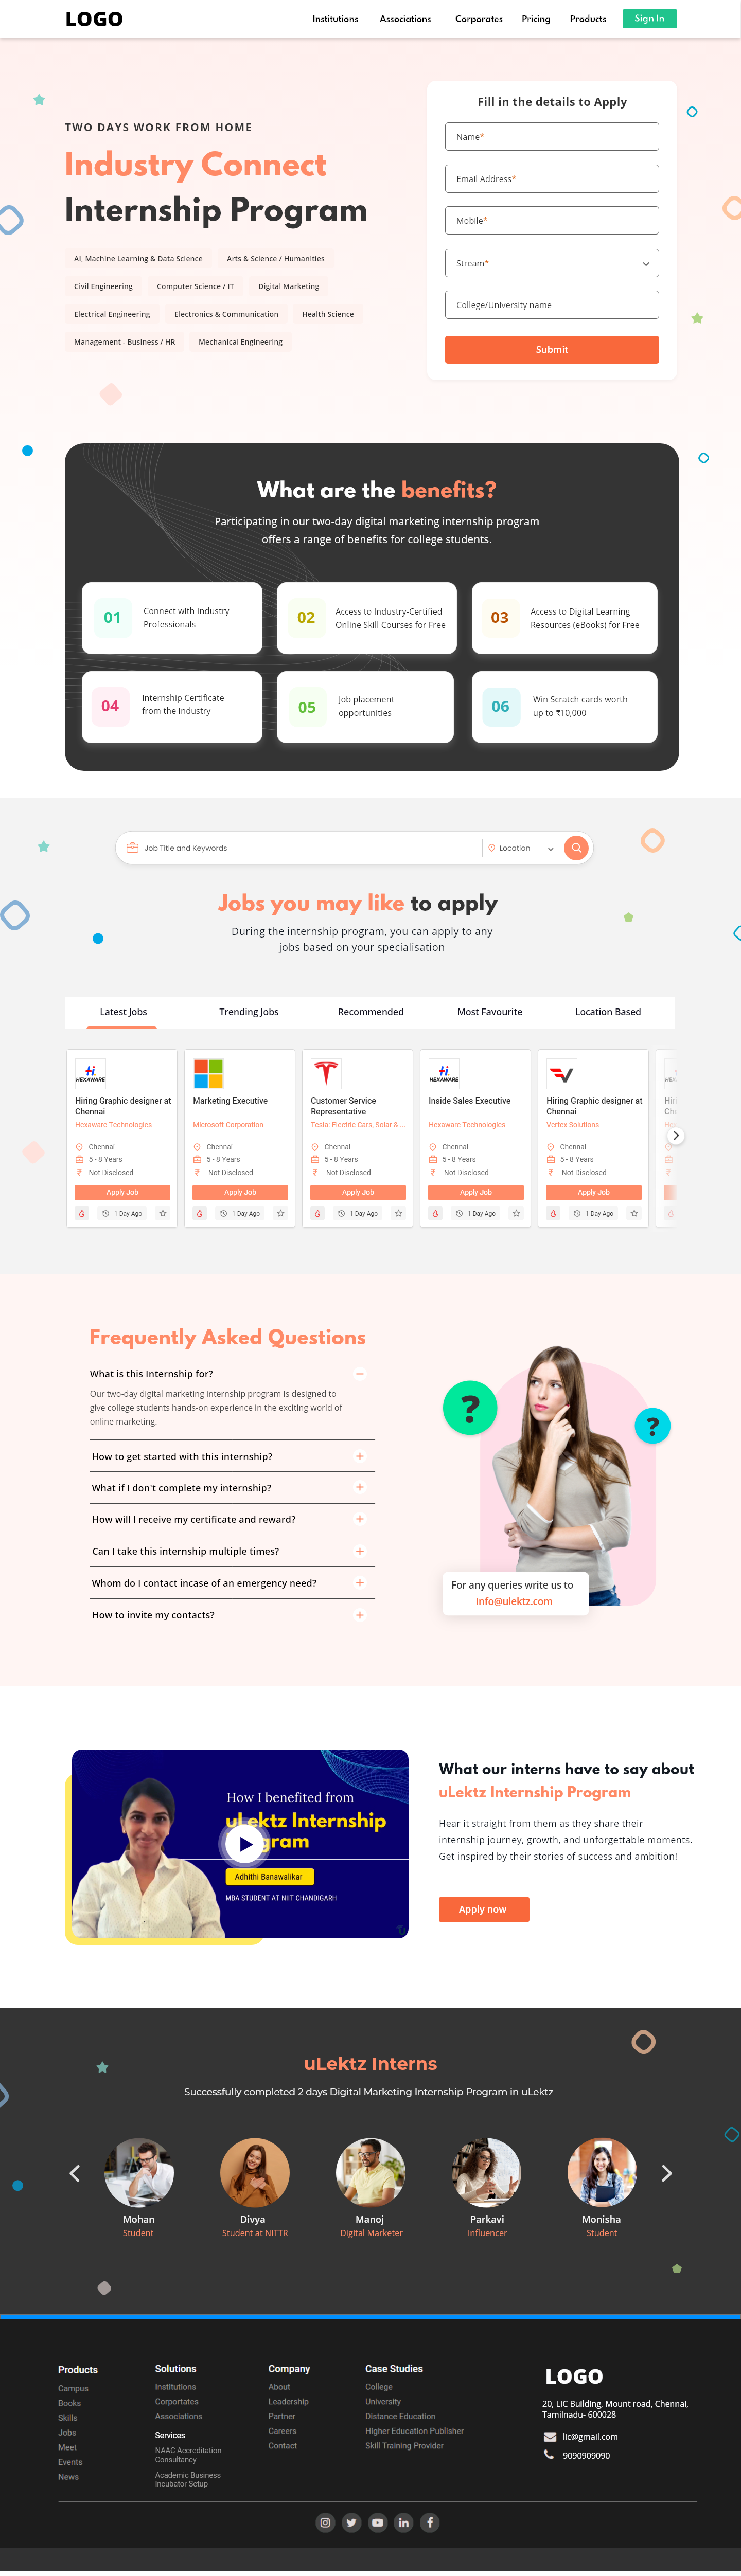 LOGO
Institutions
Associations
Corporates
Pricing
Products
Sign In
TWO DAYS WORK FROM HOME
Industry Connect
Internship Program
AI, Machine Learning & Data Science
Arts & Science / Humanities
Civil Engineering
Computer Science / IT
Digital Marketing
Electrical Engineering
Electronics & Communication
Health Science
Management - Business / HR
Mechanical Engineering
Fill in the details to Apply
Name*
Email Address*
Mobile*
Stream*
College/University name
Submit
What are the benefits?
Participating in our two-day digital marketing internship program
offers a range of benefits for college students.
01
Connect with Industry
Professionals
02
Access to Industry-Certified
Online Skill Courses for Free
03
Access to Digital Learning
Resources (eBooks) for Free
04
Internship Certificate
from the Industry
05
Job placement
opportunities
06
Win Scratch cards worth
up to ₹10,000
Job Title and Keywords
Location
Jobs you may like to apply
During the internship program, you can apply to any
jobs based on your specialisation
Latest Jobs
Trending Jobs
Recommended
Most Favourite
Location Based
Hi
HEXAWARE
Hiring Graphic designer at
Chennai
Hexaware Technologies
Chennai
5 - 8 Years
₹ Not Disclosed
Apply Job
1 Day Ago
Marketing Executive
Microsoft Corporation
Chennai
5 - 8 Years
₹ Not Disclosed
Apply Job
1 Day Ago
Customer Service
Representative
Tesla: Electric Cars, Solar & ...
Chennai
5 - 8 Years
₹ Not Disclosed
Apply Job
1 Day Ago
Hi
HEXAWARE
Inside Sales Executive
Hexaware Technologies
Chennai
5 - 8 Years
₹ Not Disclosed
Apply Job
1 Day Ago
Hiring Graphic designer at
Chennai
Vertex Solutions
Chennai
5 - 8 Years
₹ Not Disclosed
Apply Job
1 Day Ago
Frequently Asked Questions
What is this Internship for?
Our two-day digital marketing internship program is designed to
give college students hands-on experience in the exciting world of
online marketing.
How to get started with this internship?
What if I don't complete my internship?
How will I receive my certificate and reward?
Can I take this internship multiple times?
Whom do I contact incase of an emergency need?
How to invite my contacts?
?
?
For any queries write us to
Info@ulektz.com
How I benefited from
uLektz Internship
gram
Adhithi Banawalikar
MBA STUDENT AT NIIT CHANDIGARH
What our interns have to say about
uLektz Internship Program
Hear it straight from them as they share their
internship journey, growth, and unforgettable moments.
Get inspired by their stories of success and ambition!
Apply now
uLektz Interns
Successfully completed 2 days Digital Marketing Internship Program in uLektz
Mohan
Student
Divya
Student at NITTR
Manoj
Digital Marketer
Parkavi
Influencer
Monisha
Student
Products
Campus
Books
Skills
Jobs
Meet
Events
News
Solutions
Institutions
Corportates
Associations
Services
NAAC Accreditation
Consultancy
Academic Business
Incubator Setup
Company
About
Leadership
Partner
Careers
Contact
Case Studies
College
University
Distance Education
Higher Education Publisher
Skill Training Provider
LOGO
20, LIC Building, Mount road, Chennai,
Tamilnadu- 600028
lic@gmail.com
9090909090